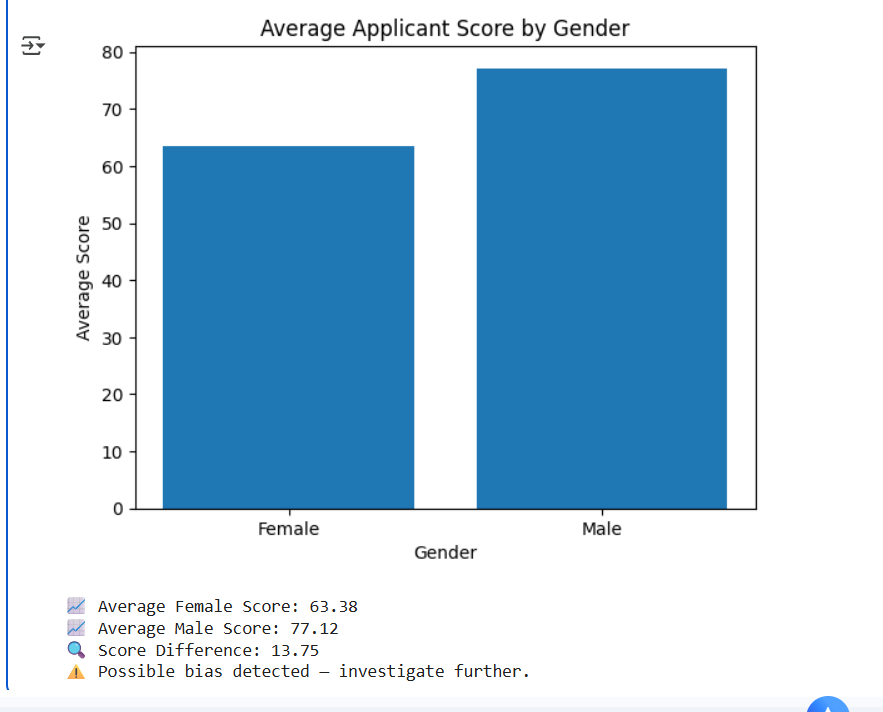 Average Applicant Score by Gender
80
70
60
50
40
30
20
10
0
Average Score
Female Male
Gender
📈 Average Female Score: 63.38
📈 Average Male Score: 77.12
🔍 Score Difference: 13.75
⚠️ Possible bias detected — investigate further.